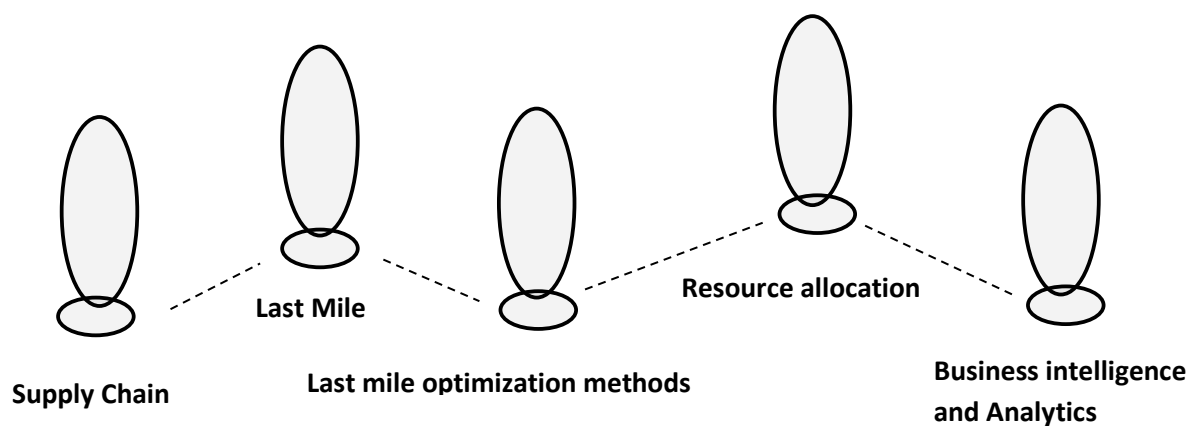 Supply Chain
Last Mile
Last mile optimization methods
Resource allocation
Business intelligence
and Analytics